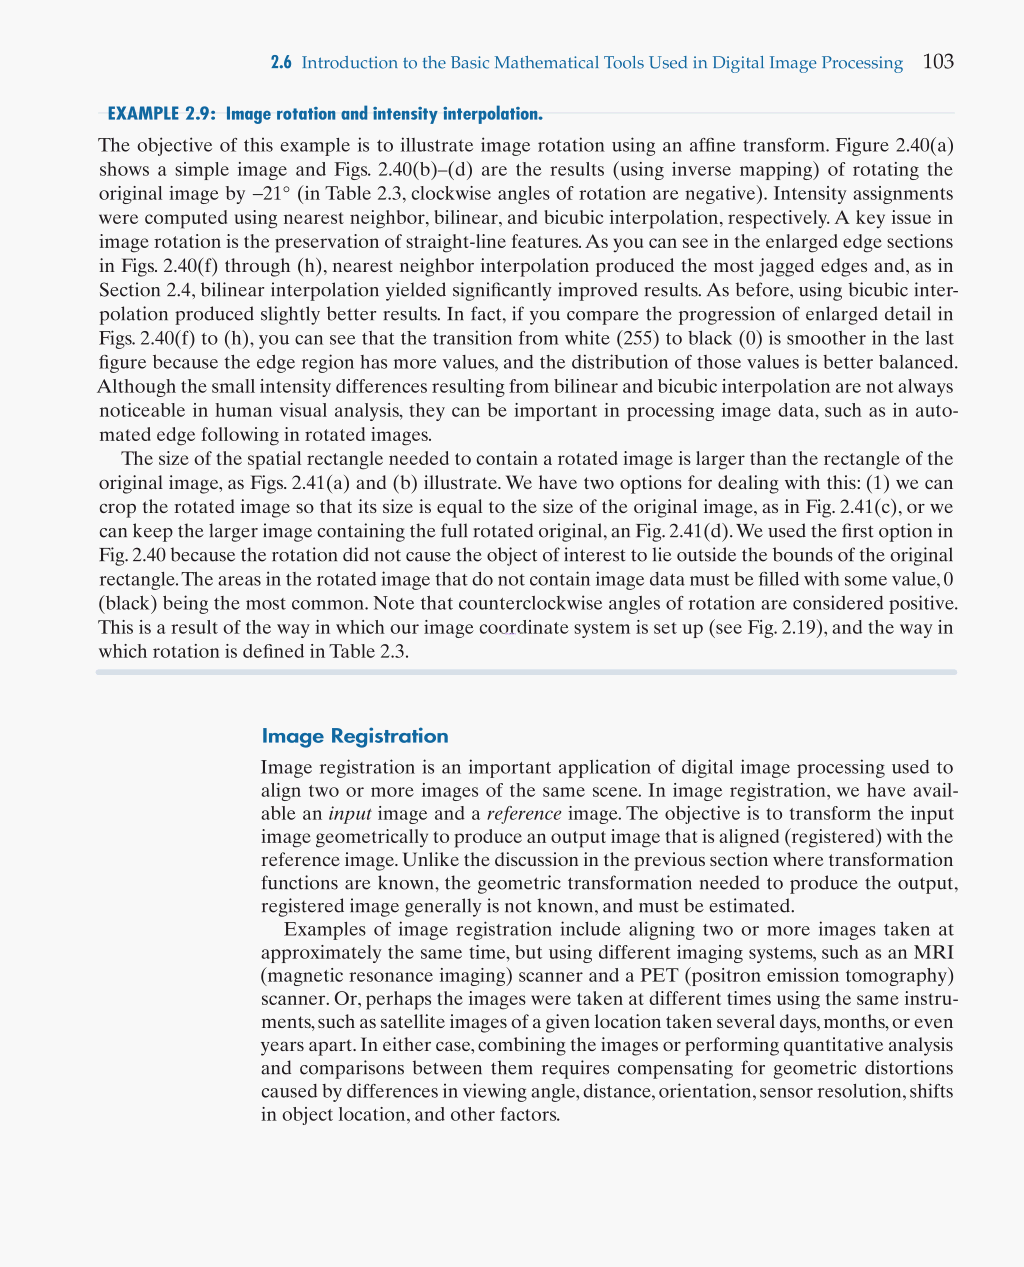 2.6 Introduction to the Basic Mathematical Tools Used in Digital Image Processing 103
EXAMPLE 2.9: Image rotation and intensity interpolation.
The objective of this example is to illustrate image rotation using an affine transform. Figure 2.40(a)
shows a simple image and Figs. 2.40(b)–(d) are the results (using inverse mapping) of rotating the
original image by –21° (in Table 2.3, clockwise angles of rotation are negative). Intensity assignments
were computed using nearest neighbor, bilinear, and bicubic interpolation, respectively. A key issue in
image rotation is the preservation of straight-line features. As you can see in the enlarged edge sections
in Figs. 2.40(f) through (h), nearest neighbor interpolation produced the most jagged edges and, as in
Section 2.4, bilinear interpolation yielded significantly improved results. As before, using bicubic inter-
polation produced slightly better results. In fact, if you compare the progression of enlarged detail in
Figs. 2.40(f) to (h), you can see that the transition from white (255) to black (0) is smoother in the last
figure because the edge region has more values, and the distribution of those values is better balanced.
Although the small intensity differences resulting from bilinear and bicubic interpolation are not always
noticeable in human visual analysis, they can be important in processing image data, such as in auto-
mated edge following in rotated images.
The size of the spatial rectangle needed to contain a rotated image is larger than the rectangle of the
original image, as Figs. 2.41(a) and (b) illustrate. We have two options for dealing with this: (1) we can
crop the rotated image so that its size is equal to the size of the original image, as in Fig. 2.41(c), or we
can keep the larger image containing the full rotated original, an Fig. 2.41(d). We used the first option in
Fig. 2.40 because the rotation did not cause the object of interest to lie outside the bounds of the original
rectangle. The areas in the rotated image that do not contain image data must be filled with some value, 0
(black) being the most common. Note that counterclockwise angles of rotation are considered positive.
This is a result of the way in which our image coordinate system is set up (see Fig. 2.19), and the way in
which rotation is defined in Table 2.3.
Image Registration
Image registration is an important application of digital image processing used to
align two or more images of the same scene. In image registration, we have avail-
able an input image and a reference image. The objective is to transform the input
image geometrically to produce an output image that is aligned (registered) with the
reference image. Unlike the discussion in the previous section where transformation
functions are known, the geometric transformation needed to produce the output,
registered image generally is not known, and must be estimated.
Examples of image registration include aligning two or more images taken at
approximately the same time, but using different imaging systems, such as an MRI
(magnetic resonance imaging) scanner and a PET (positron emission tomography)
scanner. Or, perhaps the images were taken at different times using the same instru-
ments, such as satellite images of a given location taken several days, months, or even
years apart. In either case, combining the images or performing quantitative analysis
and comparisons between them requires compensating for geometric distortions
caused by differences in viewing angle, distance, orientation, sensor resolution, shifts
in object location, and other factors.